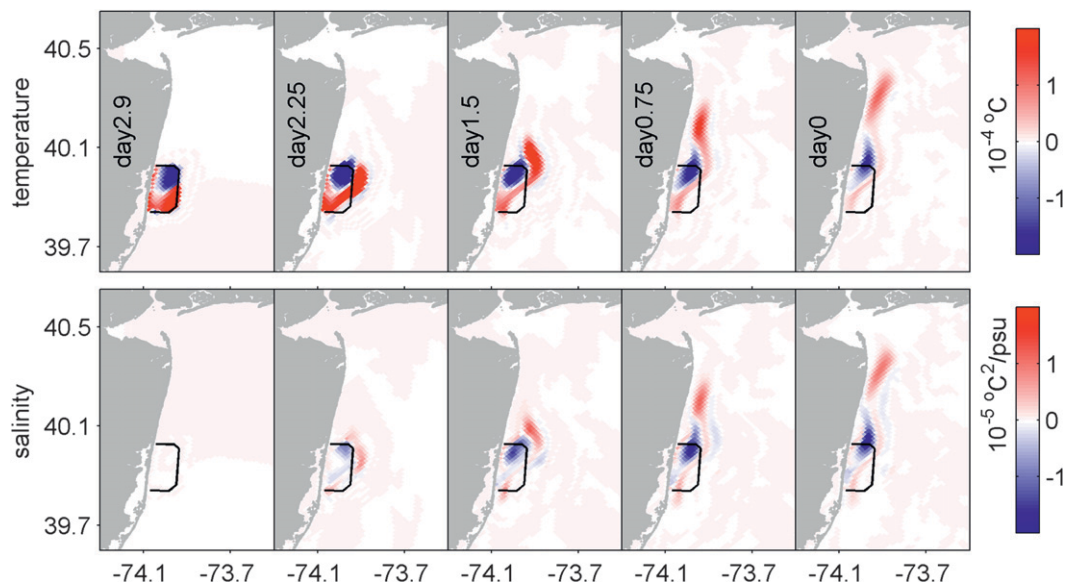 day2.9
day2.25
day1.5
day0.75
day0
temperature
40.5
40.1
39.7
1
0
-1
10⁻⁴ °C
salinity
40.5
40.1
39.7
1
0
-1
10⁻⁵ °C²/psu
-74.1 -73.7 -74.1 -73.7 -74.1 -73.7 -74.1 -73.7 -74.1 -73.7